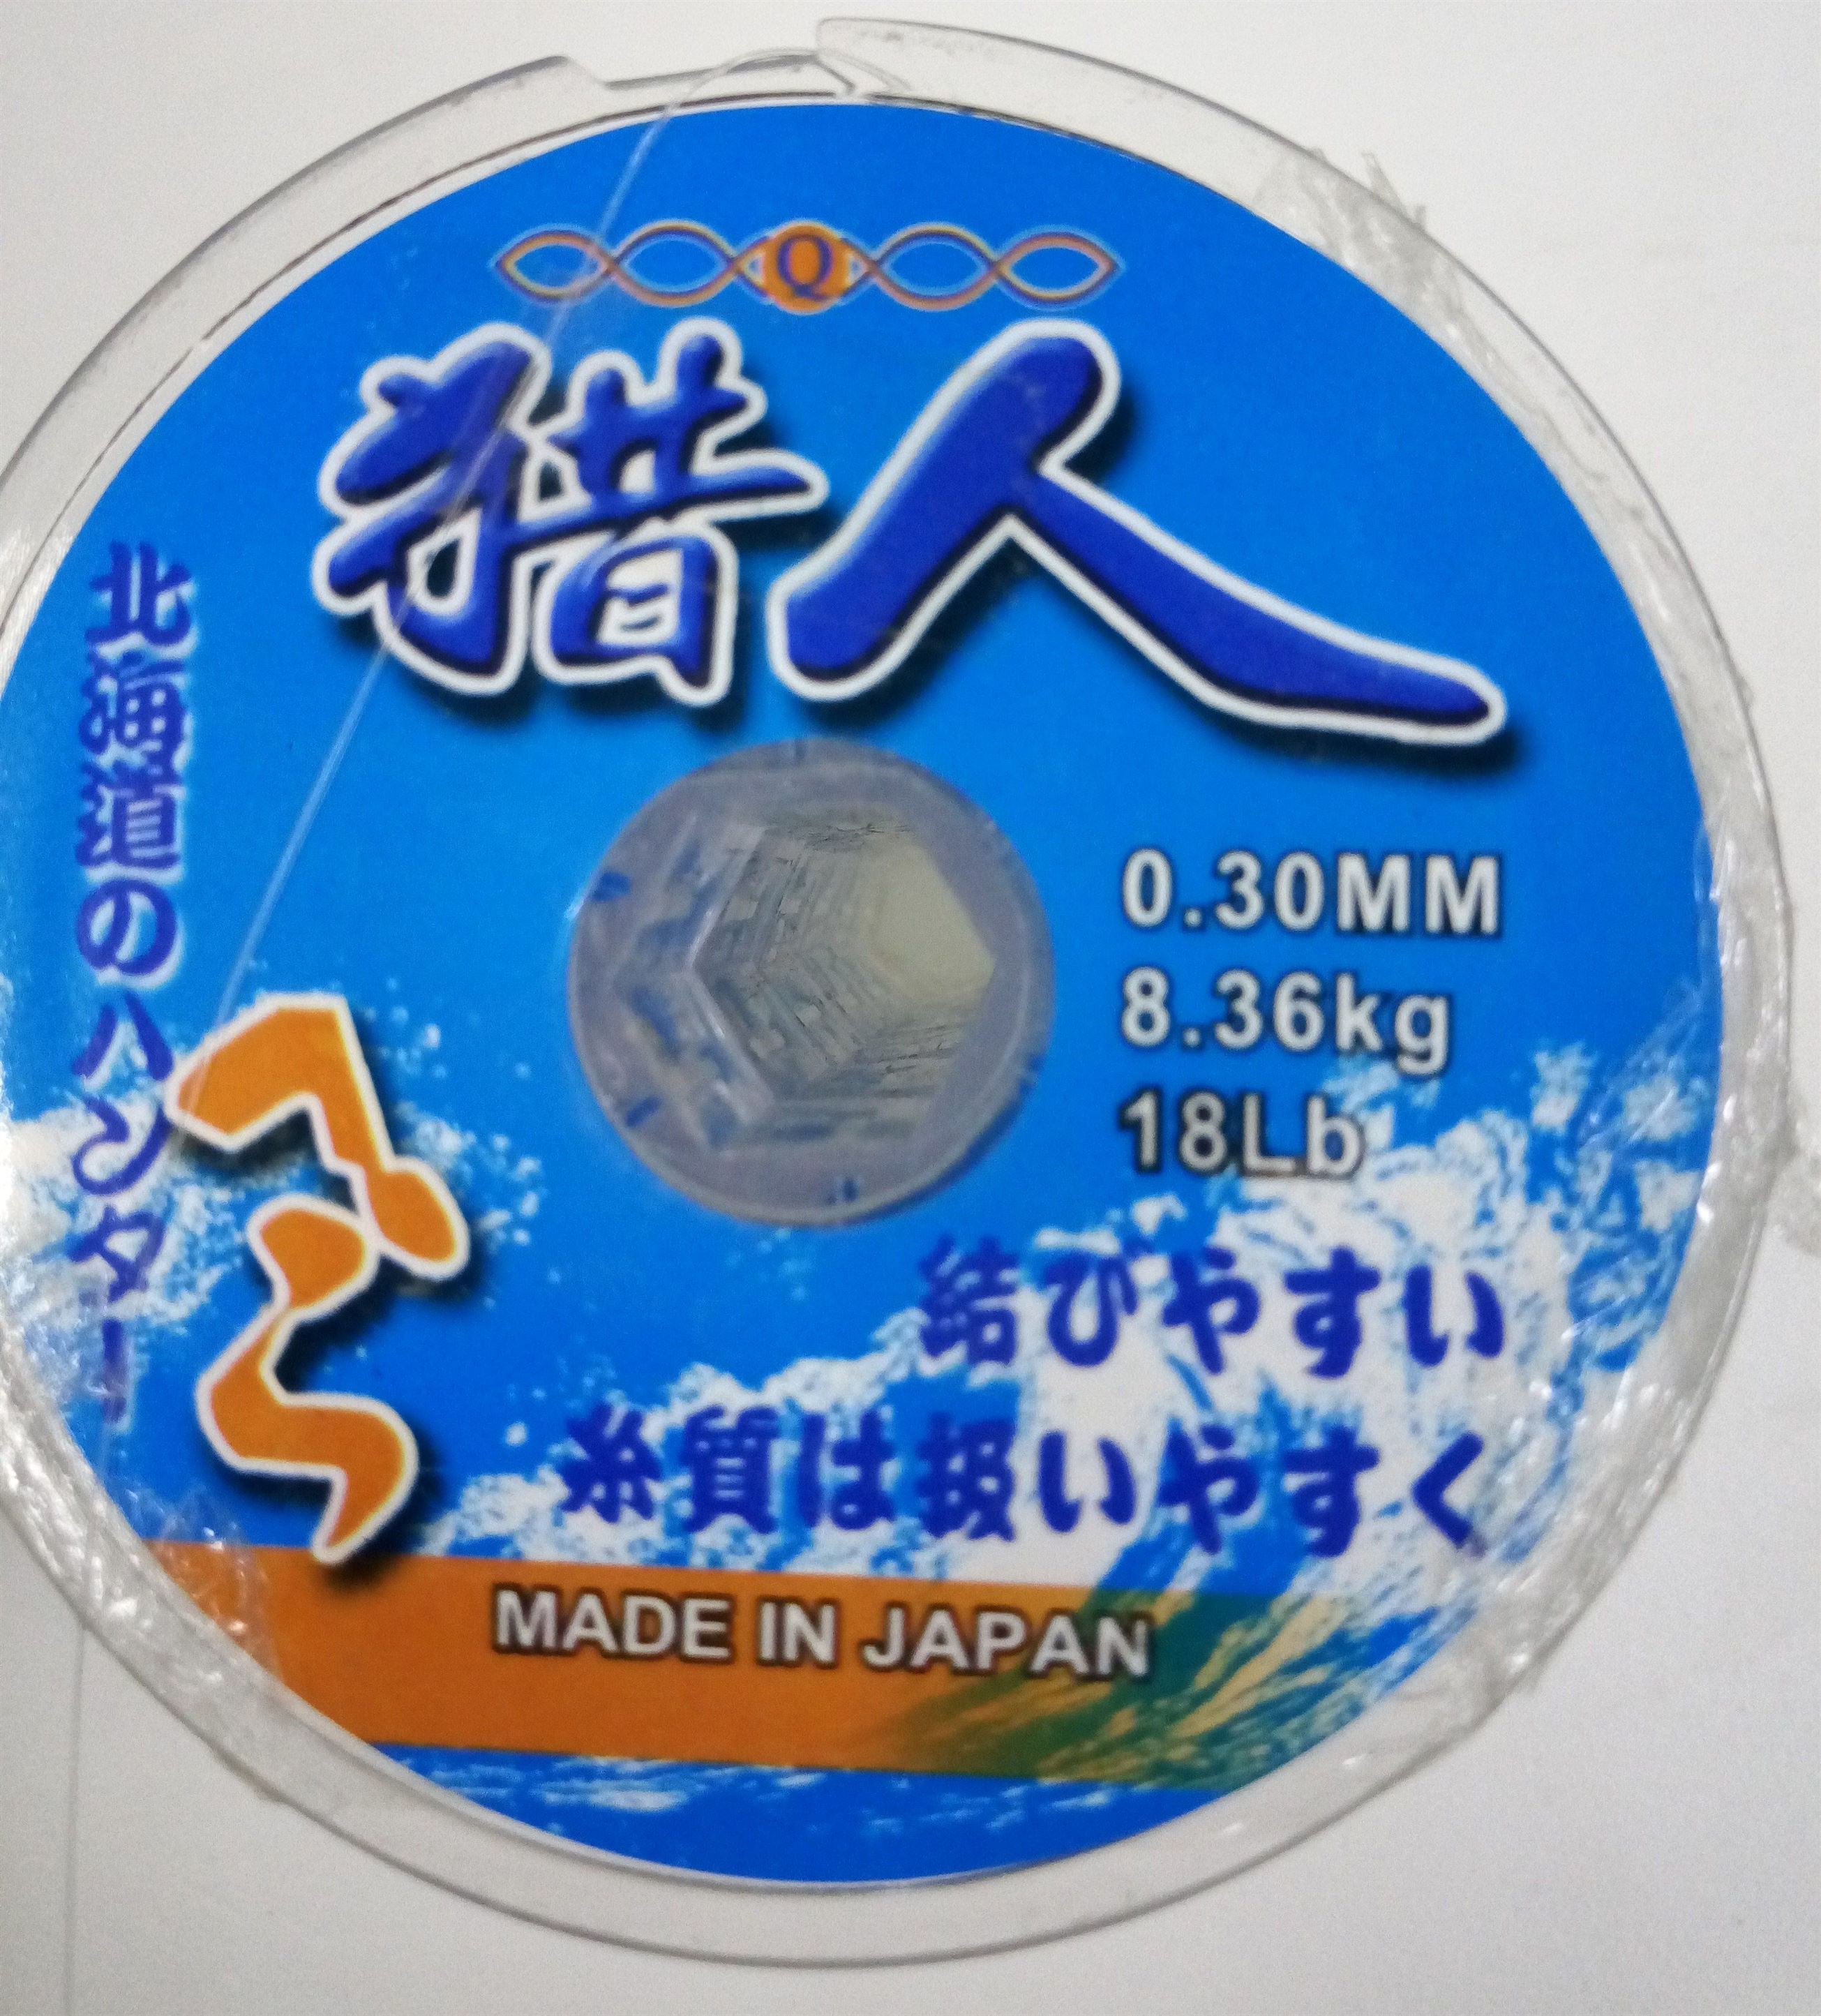 Q
猎人
北海道のハンター
0.30MM
8.36kg
18Lb
結びやすい
糸質は扱いやすく
MADE IN JAPAN